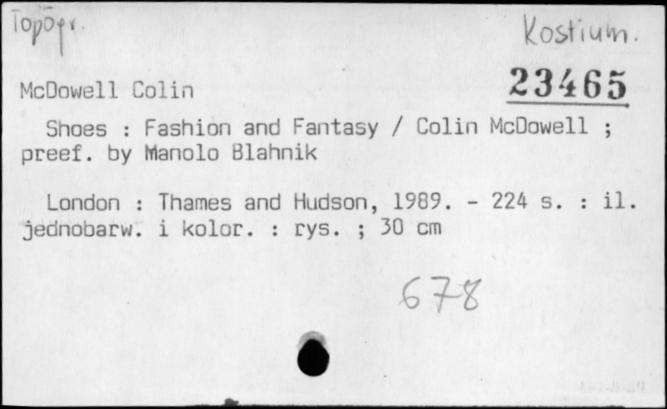 Topogr.
Kostium.
23465
McDowell Colin
Shoes : Fashion and Fantasy / Colin McDowell ;
preef. by Manolo Blahnik
London : Thames and Hudson, 1989. - 224 s. : il.
jednobarw. i kolor. : rys. ; 30 cm
678